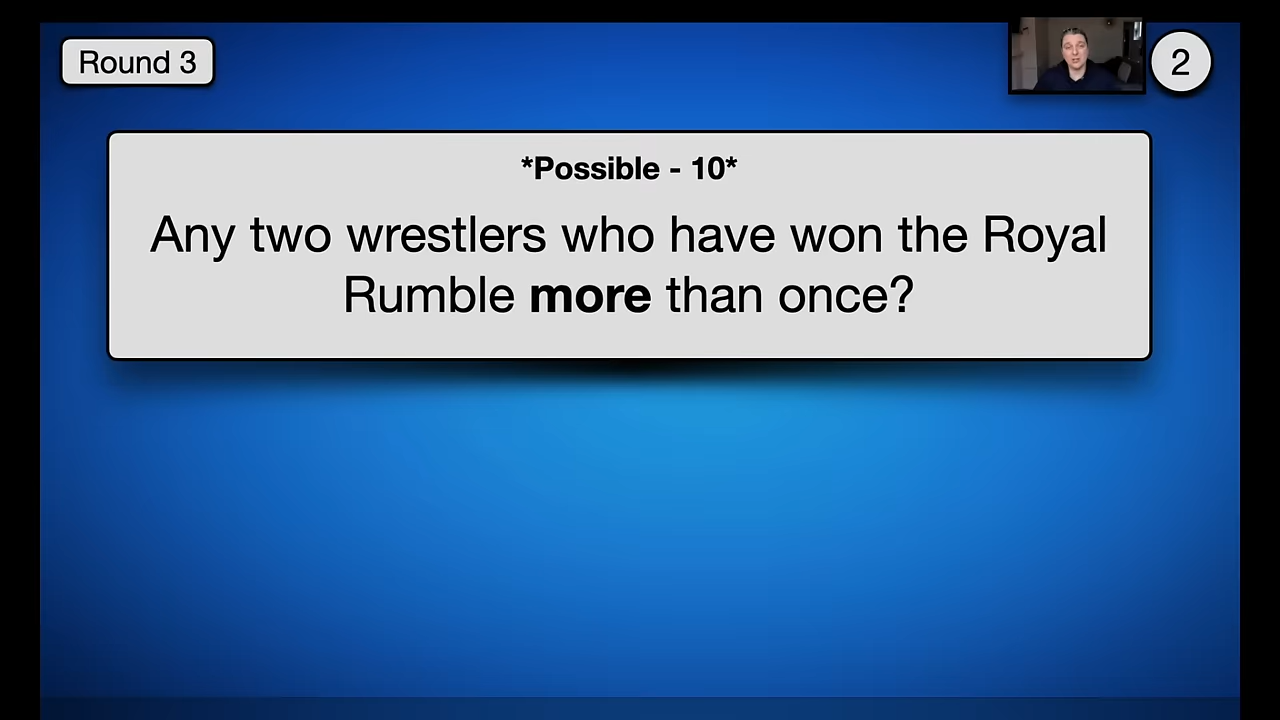 Round 3
2
*Possible - 10*
Any two wrestlers who have won the Royal
Rumble more than once?